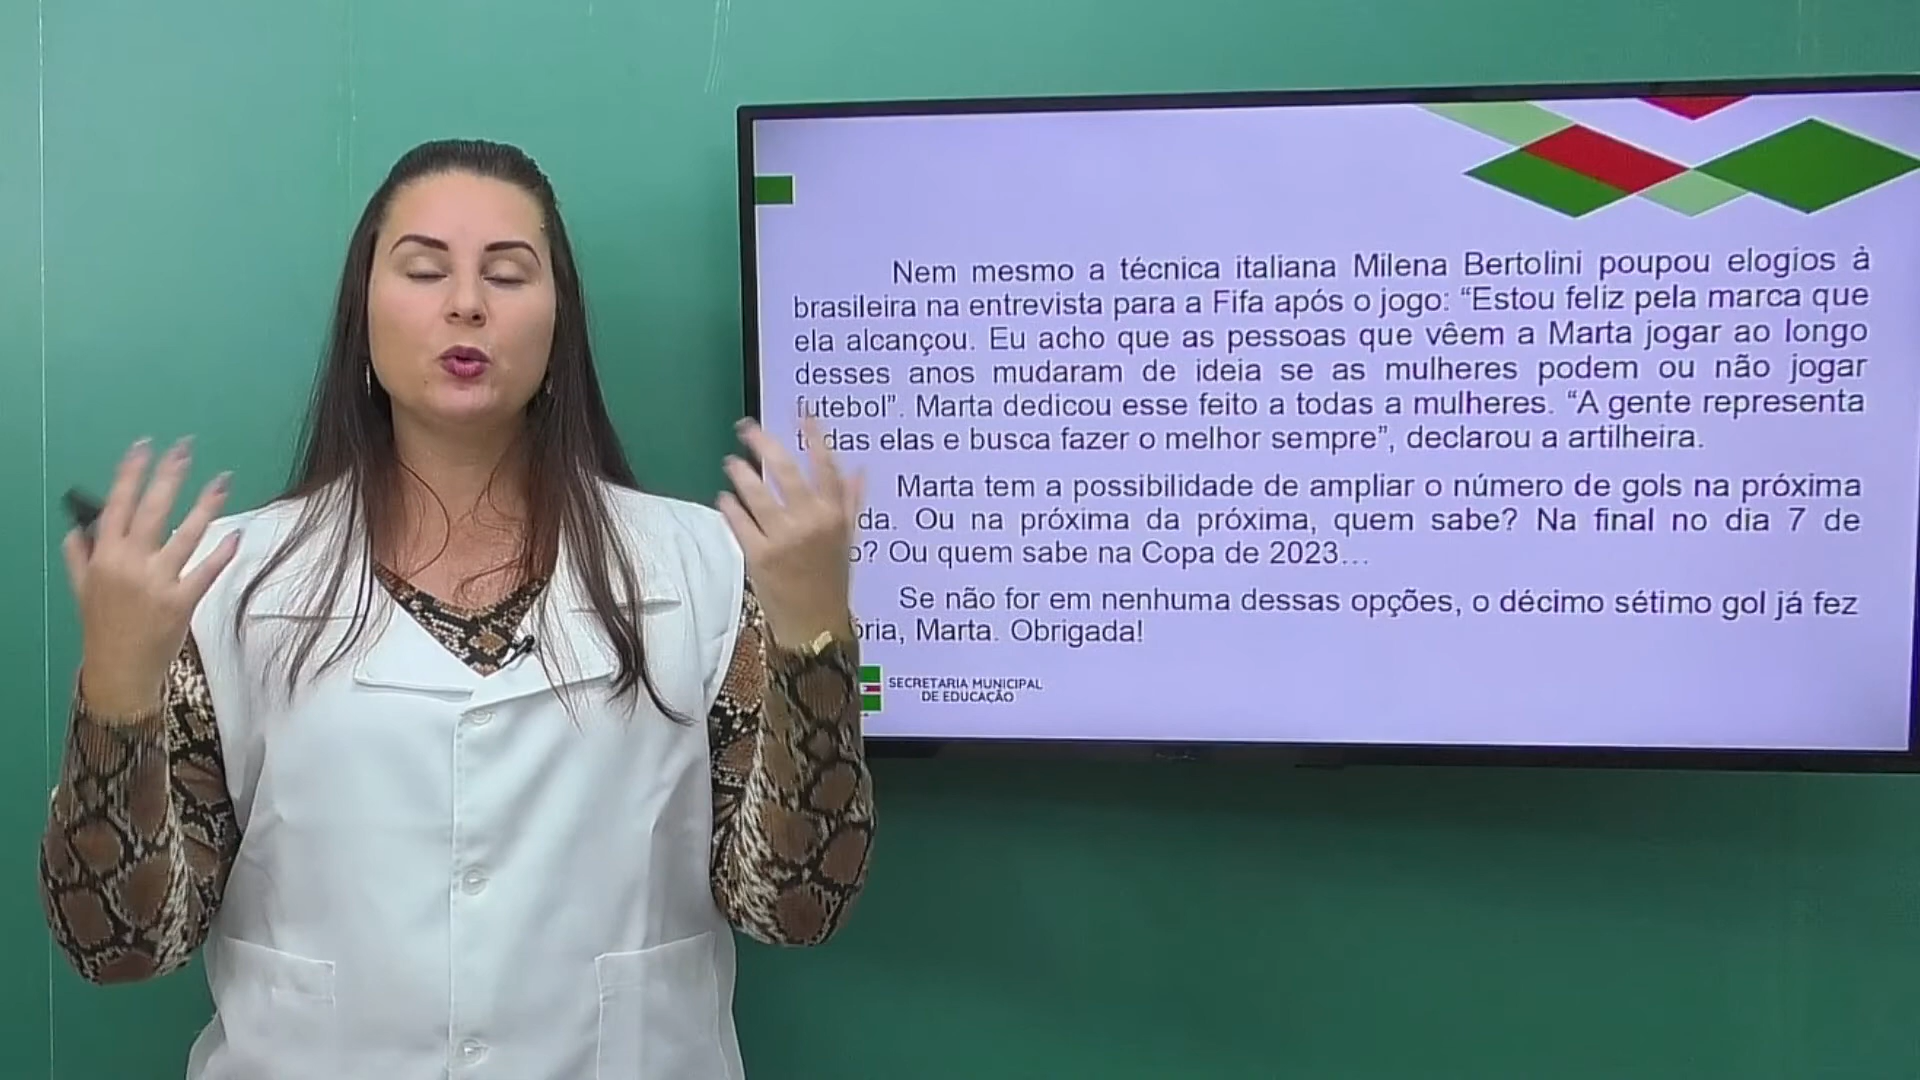 Nem mesmo a técnica italiana Milena Bertolini poupou elogios à
brasileira na entrevista para a Fifa após o jogo: “Estou feliz pela marca que
ela alcançou. Eu acho que as pessoas que vêem a Marta jogar ao longo
desses anos mudaram de ideia se as mulheres podem ou não jogar
futebol”. Marta dedicou esse feito a todas a mulheres. “A gente representa
todas elas e busca fazer o melhor sempre”, declarou a artilheira.
Marta tem a possibilidade de ampliar o número de gols na próxima
da. Ou na próxima da próxima, quem sabe? Na final no dia 7 de
o? Ou quem sabe na Copa de 2023…
Se não for em nenhuma dessas opções, o décimo sétimo gol já fez
ória, Marta. Obrigada!
SECRETARIA MUNICIPAL
DE EDUCAÇÃO